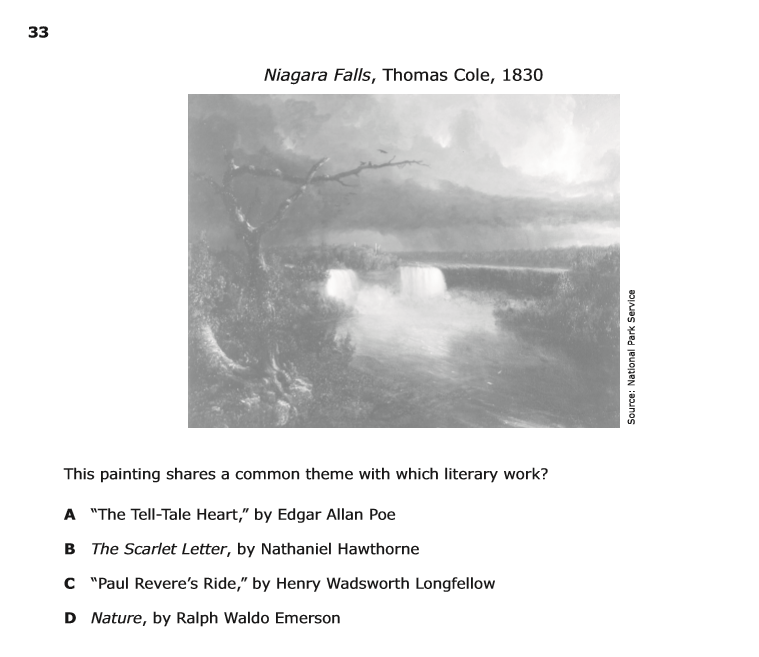 33
Niagara Falls, Thomas Cole, 1830
Source: National Park Service
This painting shares a common theme with which literary work?
A “The Tell-Tale Heart,” by Edgar Allan Poe
B The Scarlet Letter, by Nathaniel Hawthorne
C “Paul Revere’s Ride,” by Henry Wadsworth Longfellow
D Nature, by Ralph Waldo Emerson